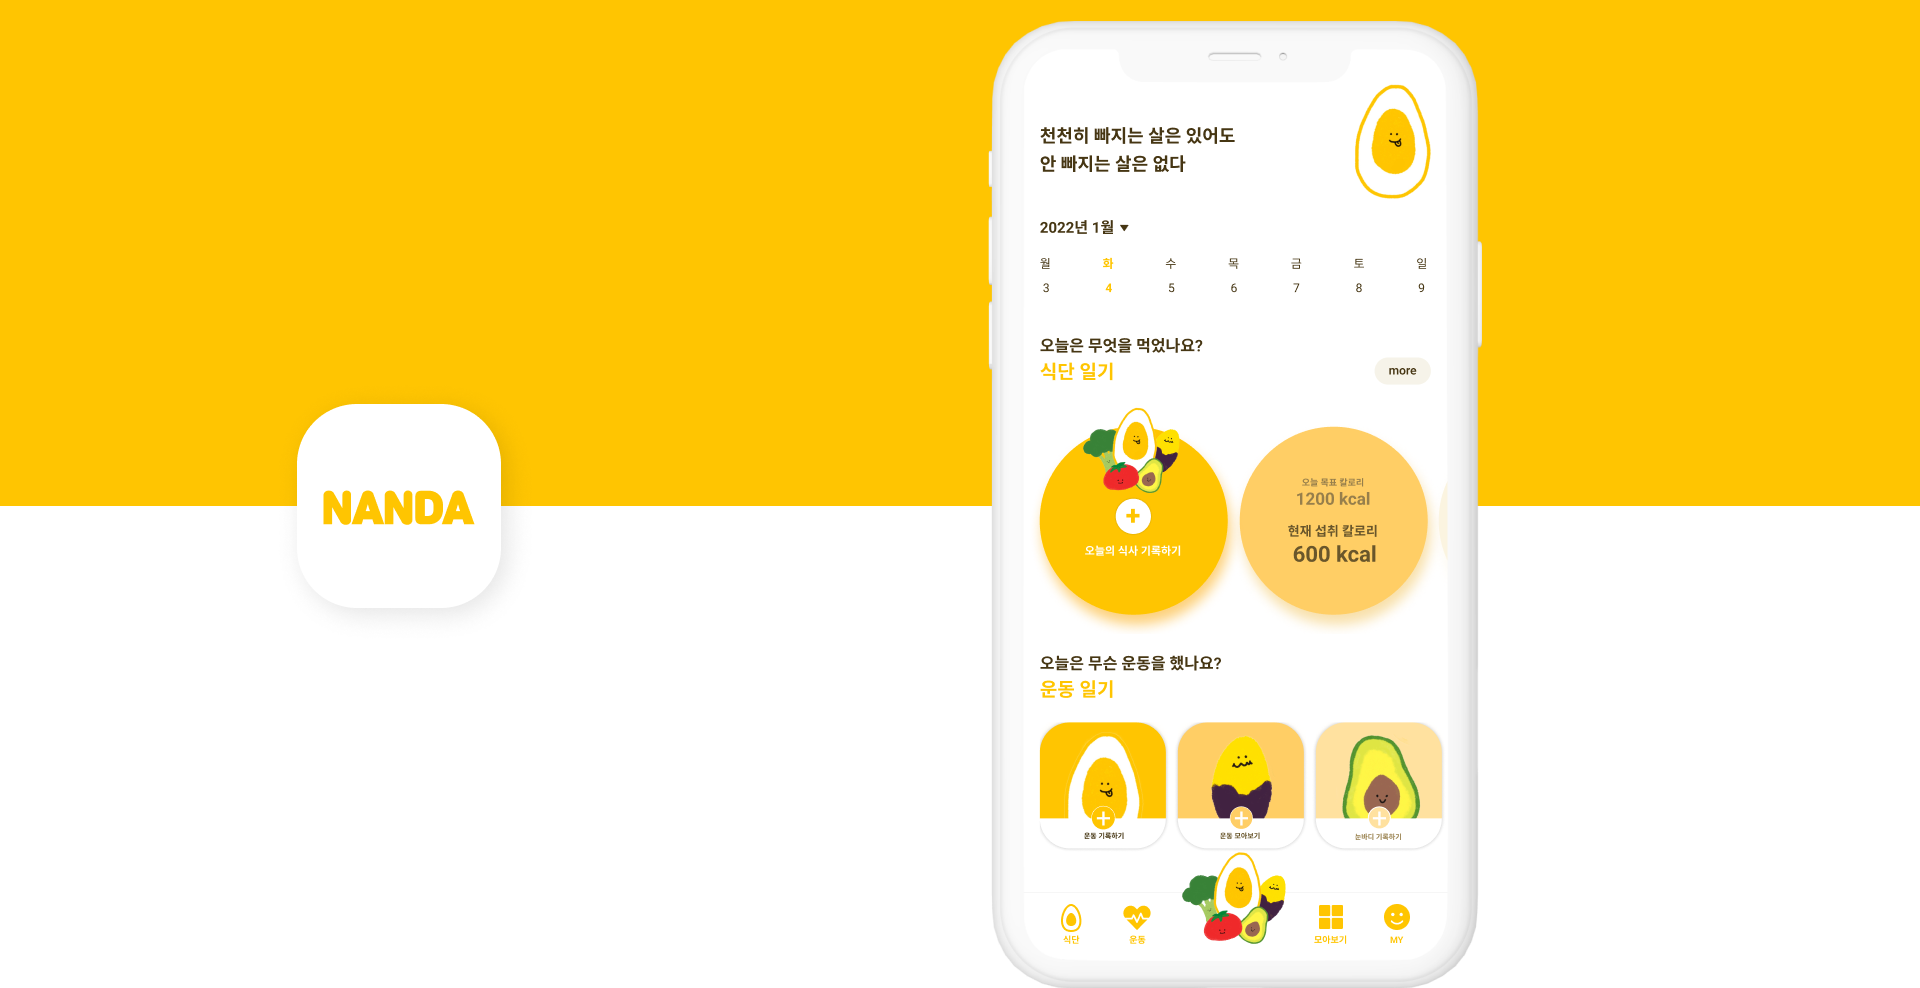 NANDA
천천히 빠지는 살은 있어도
안 빠지는 살은 없다
2022년 1월
월 화 수 목 금 토 일
3 4 5 6 7 8 9
오늘은 무엇을 먹었나요?
식단 일기
more
오늘의 식사 기록하기
오늘 목표 칼로리
1200 kcal
현재 섭취 칼로리
600 kcal
오늘은 무슨 운동을 했나요?
운동 일기
운동 기록하기
운동 모아보기
눈바디 기록하기
식단
운동
모아보기
MY